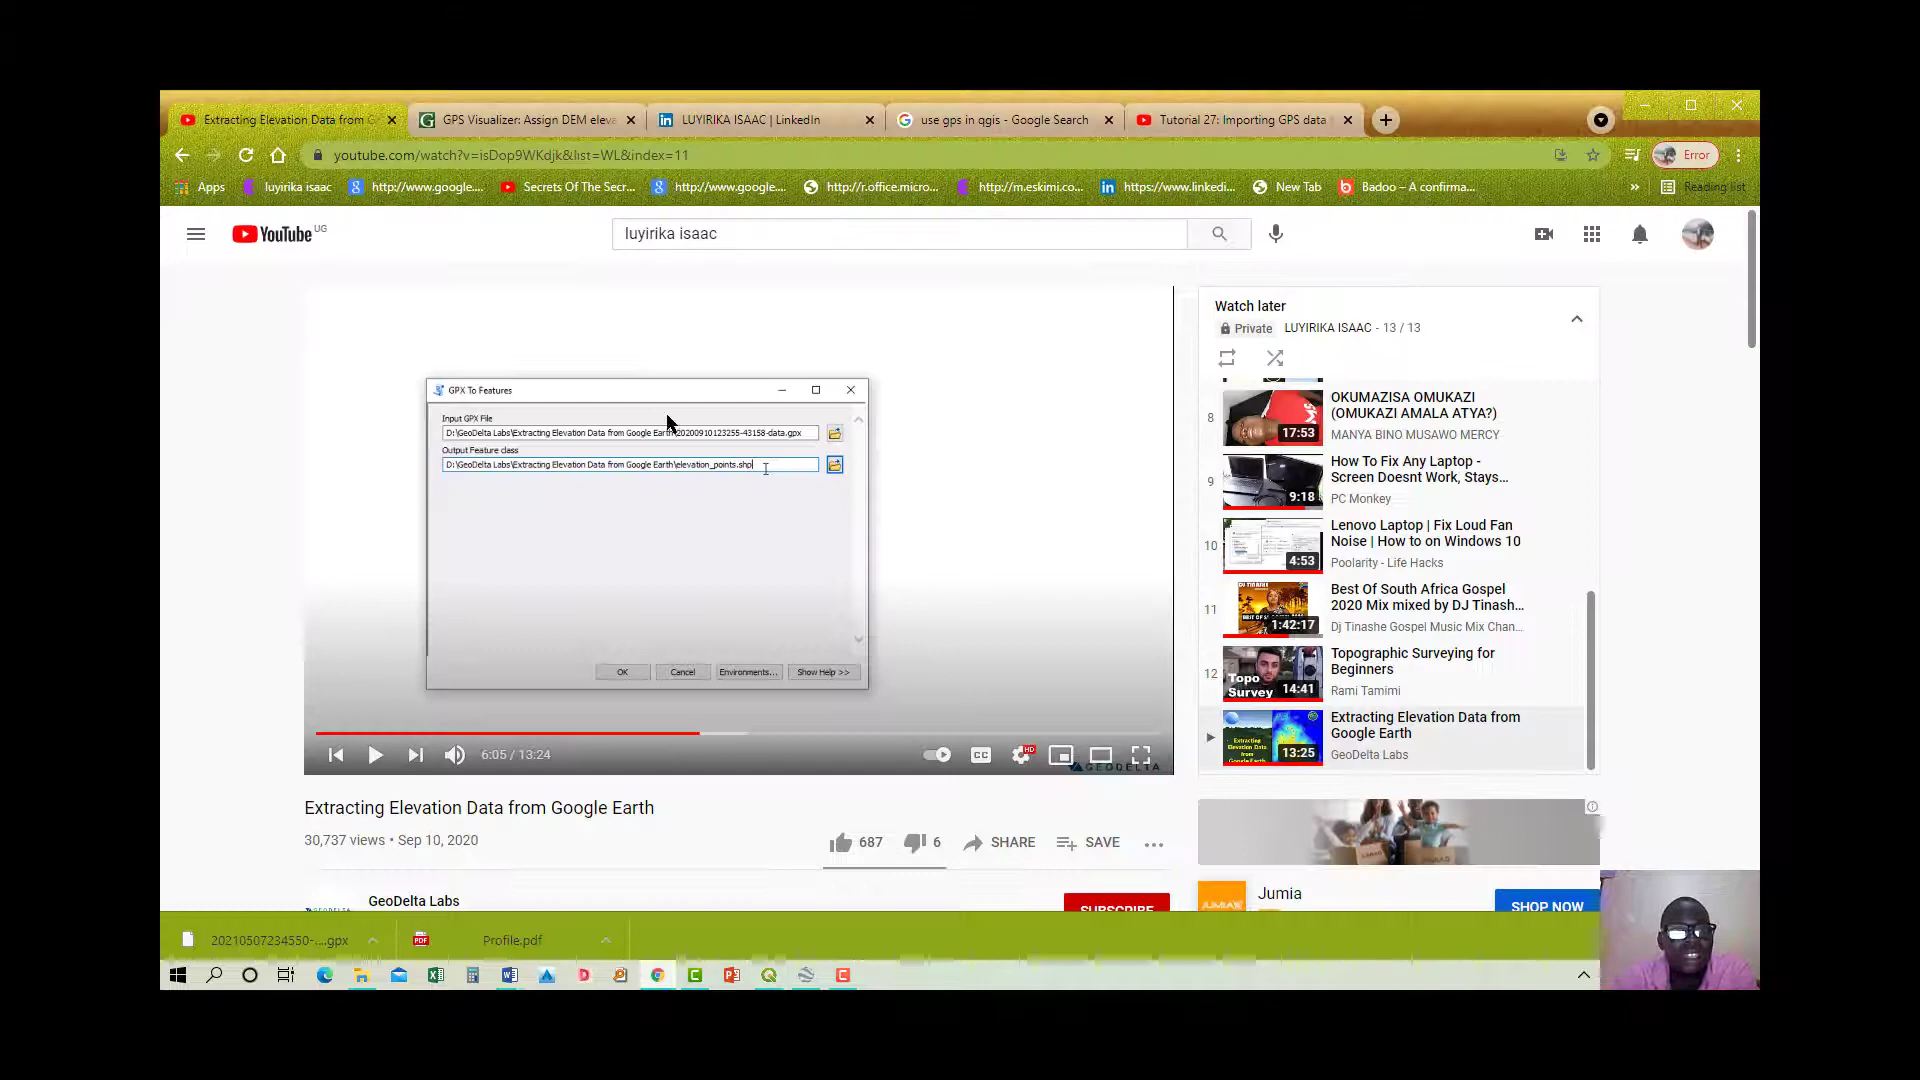 Extracting Elevation Data from G
GPS Visualizer: Assign DEM eleva
LUYIRIKA ISAAC | LinkedIn
use gps in qgis - Google Search
Tutorial 27: Importing GPS data
youtube.com/watch?v=isDop9WKdjk&list=WL&index=11
Error
Apps
luyirika isaac
http://www.google....
Secrets Of The Secr...
http://www.google....
http://r.office.micro...
http://m.eskimi.co...
https://www.linkedi...
New Tab
Badoo – A confirma...
»
Reading list
YouTube UG
luyirika isaac
GPX To Features
Input GPX File
D:\GeoDelta Labs\Extracting Elevation Data from Google Earth\20200910123255-43158-data.gpx
Output Feature class
D:\GeoDelta Labs\Extracting Elevation Data from Google Earth\elevation_points.shp
OK
Cancel
Environments...
Show Help >>
6:05 / 13:24
CC
HD
GEODELTA
Watch later
Private
LUYIRIKA ISAAC - 13 / 13
8
17:53
OKUMAZISA OMUKAZI
(OMUKAZI AMALA ATYA?)
MANYA BINO MUSAWO MERCY
9
9:18
How To Fix Any Laptop -
Screen Doesnt Work, Stays...
PC Monkey
10
4:53
Lenovo Laptop | Fix Loud Fan
Noise | How to on Windows 10
Poolarity - Life Hacks
11
1:42:17
Best Of South Africa Gospel
2020 Mix mixed by DJ Tinash...
Dj Tinashe Gospel Music Mix Chan...
12
Topo
Survey
14:41
Topographic Surveying for
Beginners
Rami Tamimi
Extracting
Elevation Data
from
Google Earth
13:25
Extracting Elevation Data from
Google Earth
GeoDelta Labs
Extracting Elevation Data from Google Earth
30,737 views • Sep 10, 2020
687
6
SHARE
SAVE
GeoDelta Labs
SUBSCRIBE
Jumia
SHOP NOW
20210507234550-....gpx
PDF
Profile.pdf